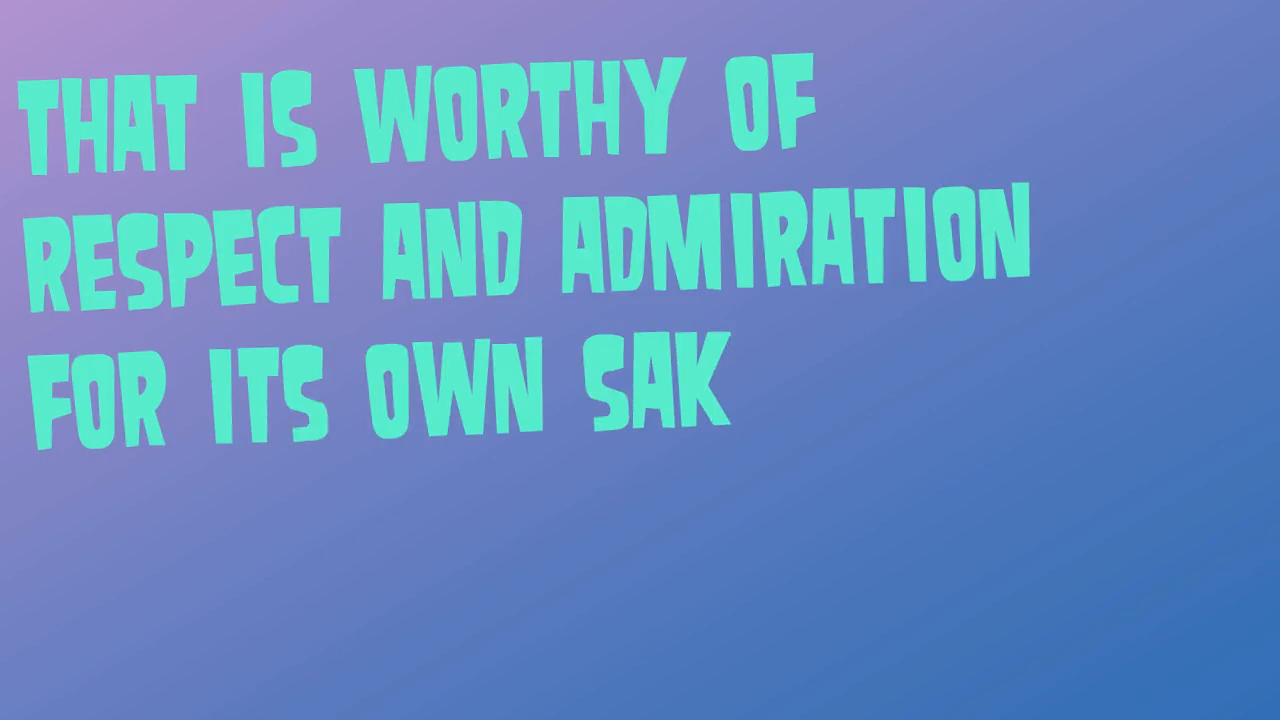 THAT IS WORTHY OF
RESPECT AND ADMIRATION
FOR ITS OWN SAK